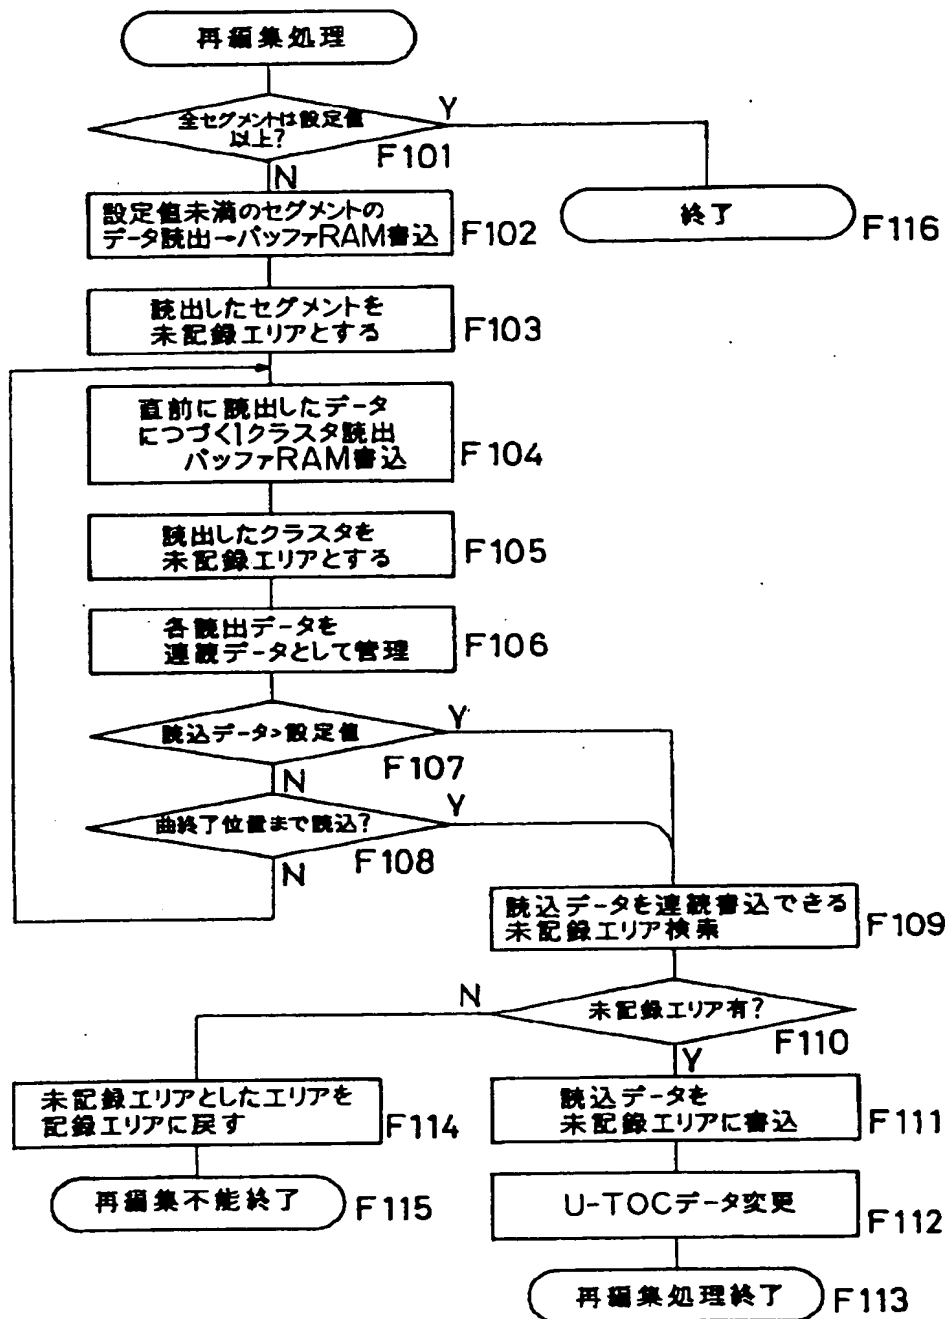 再編集処理
全セグメントは設定値
以上?
Y
F101
N
設定値未満のセグメントの
データ読出→バッファRAM書込
F102
終了
F116
読出したセグメントを
未記録エリアとする
F103
直前に読出したデータ
につづく1クラスタ読出
バッファRAM書込
F104
読出したクラスタを
未記録エリアとする
F105
各読出データを
連続データとして管理
F106
読込データ>設定値
Y
F107
N
曲終了位置まで読込?
Y
F108
N
読込データを連続書込できる
未記録エリア検索
F109
未記録エリア有?
N
F110
Y
未記録エリアとしたエリアを
記録エリアに戻す
F114
読込データを
未記録エリアに書込
F111
再編集不能終了
F115
U-TOCデータ変更
F112
再編集処理終了
F113